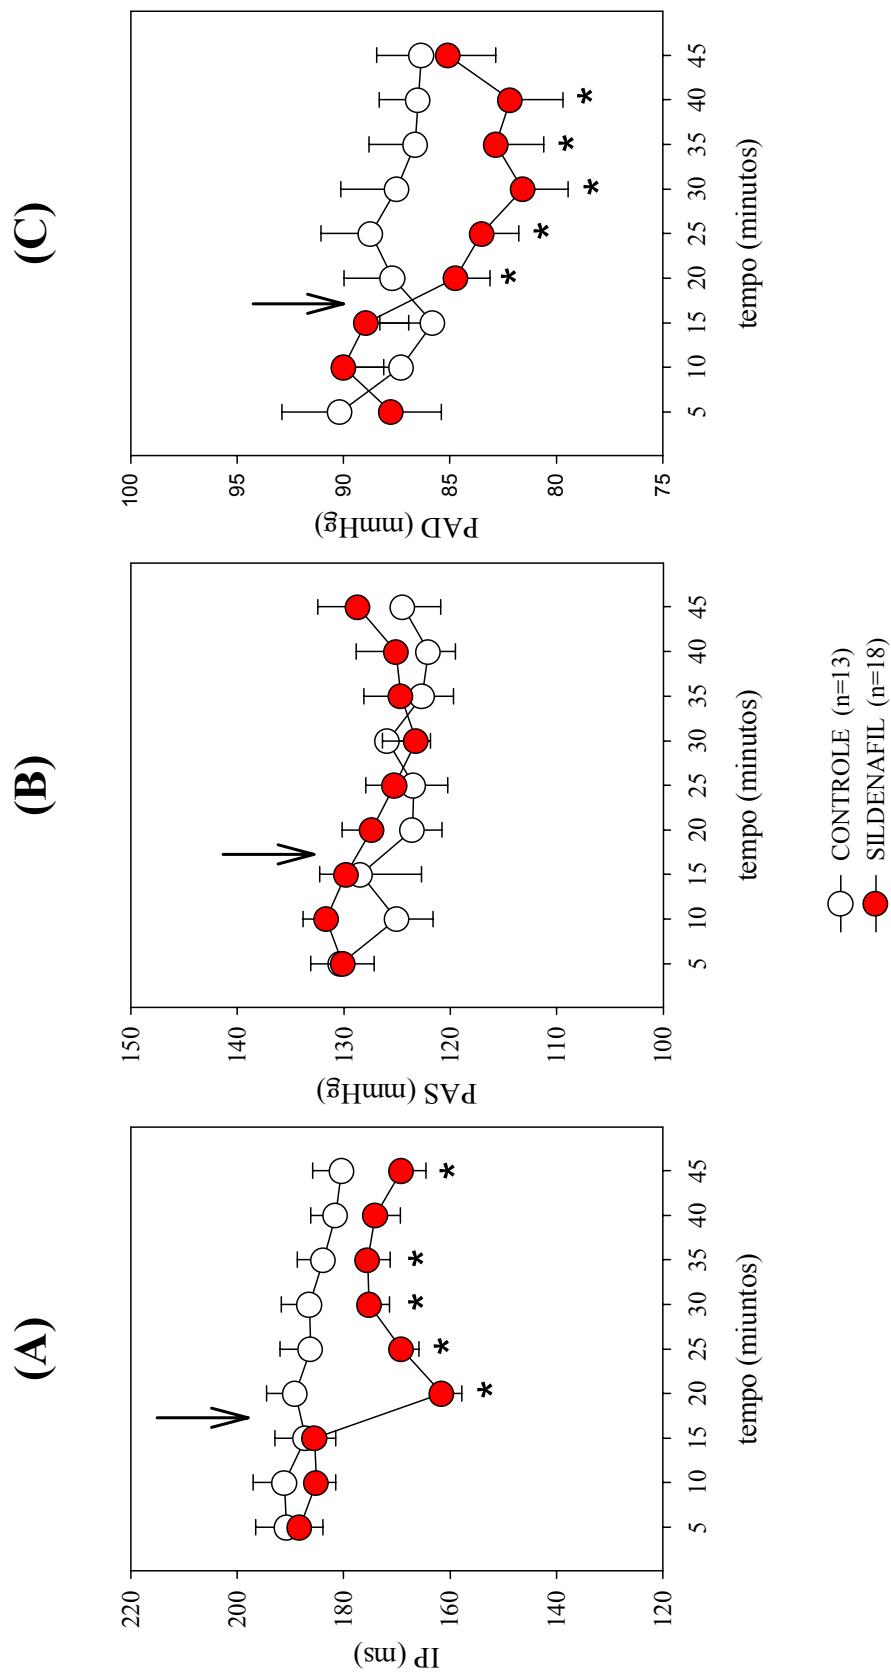 (A)
220
200
180
160
140
120
IP (ms)
5 10 15 20 25 30 35 40 45
tempo (miuntos)
* * * * *
(B)
150
140
130
120
110
100
PAS (mmHg)
5 10 15 20 25 30 35 40 45
tempo (minutos)
(C)
100
95
90
85
80
75
PAD (mmHg)
5 10 15 20 25 30 35 40 45
tempo (minutos)
* * * * *
CONTROLE (n=13)
SILDENAFIL (n=18)